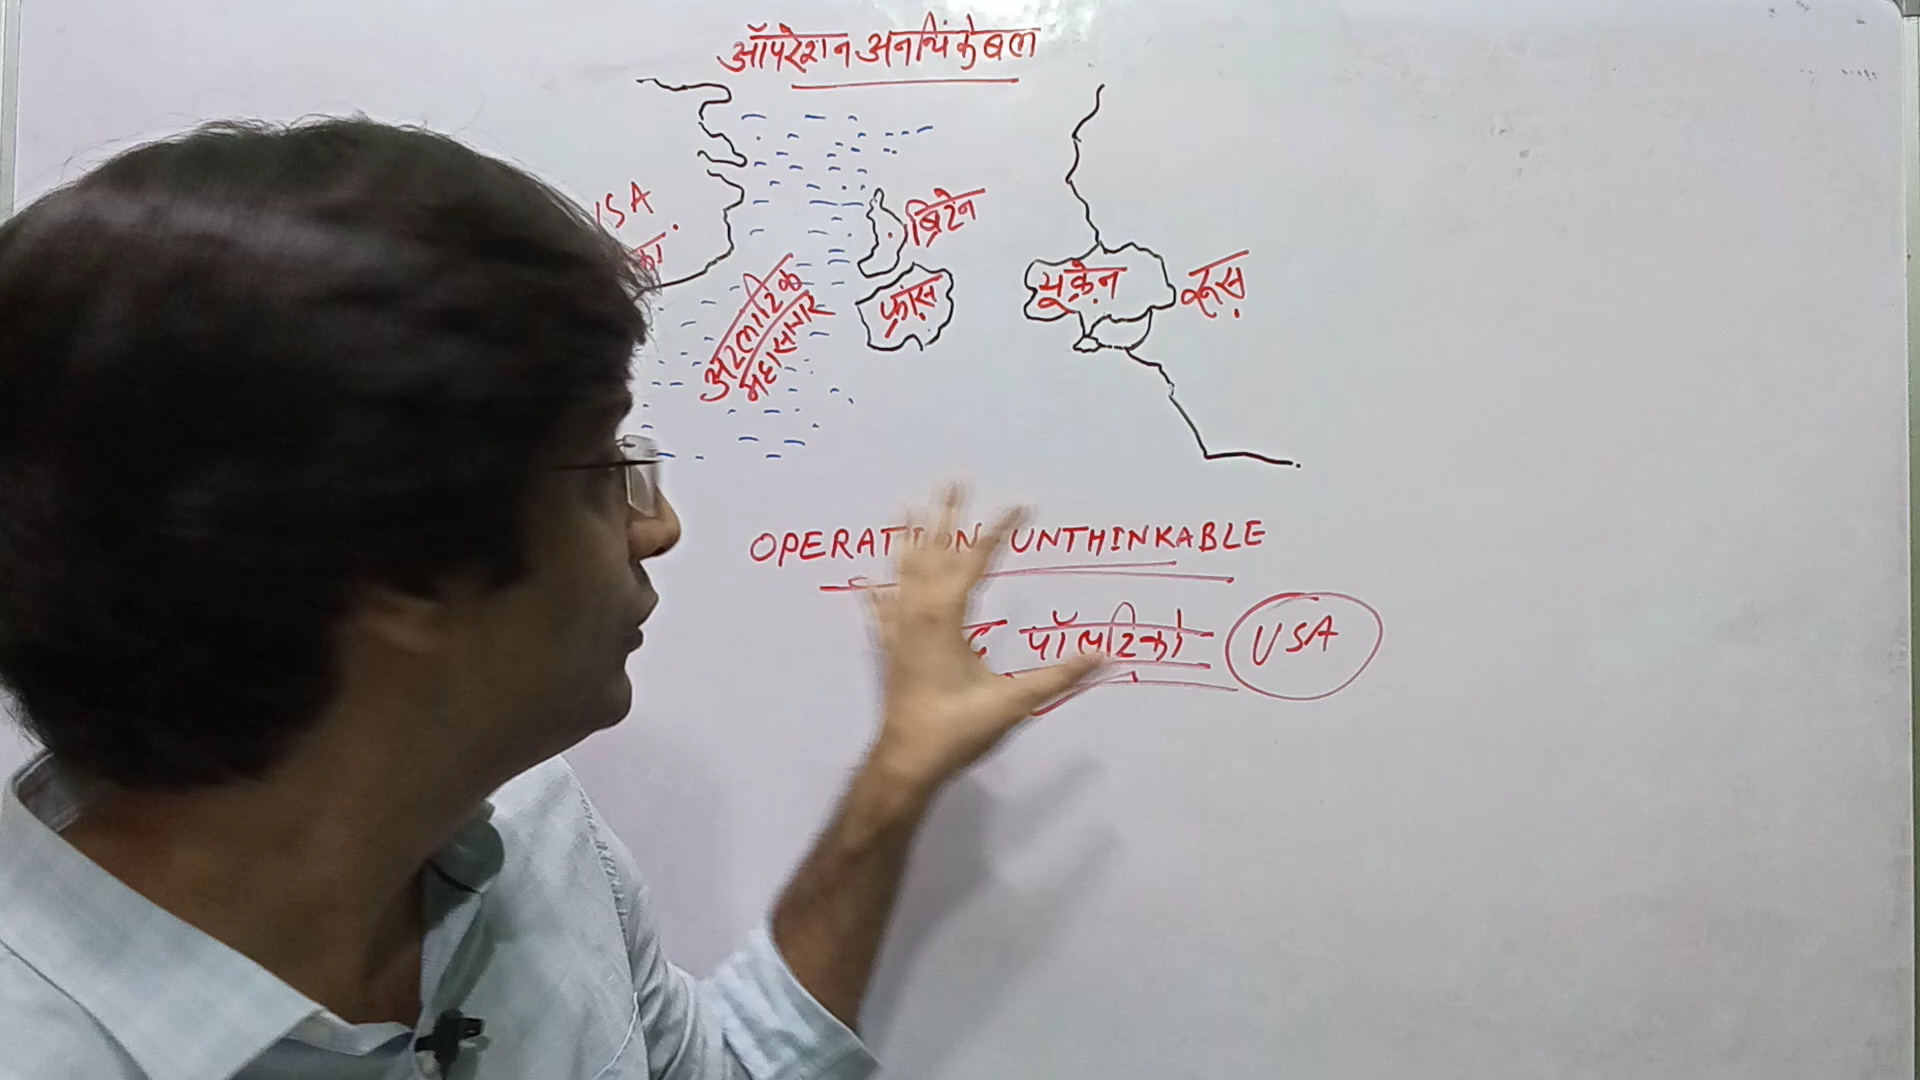 ऑपरेशन अनथिंकेबल
USA
ब्रिटेन
फ्रांस
अटलांटिक
महासागर
यूक्रेन
रूस
OPERATION UNTHINKABLE
पॉलिटिको USA